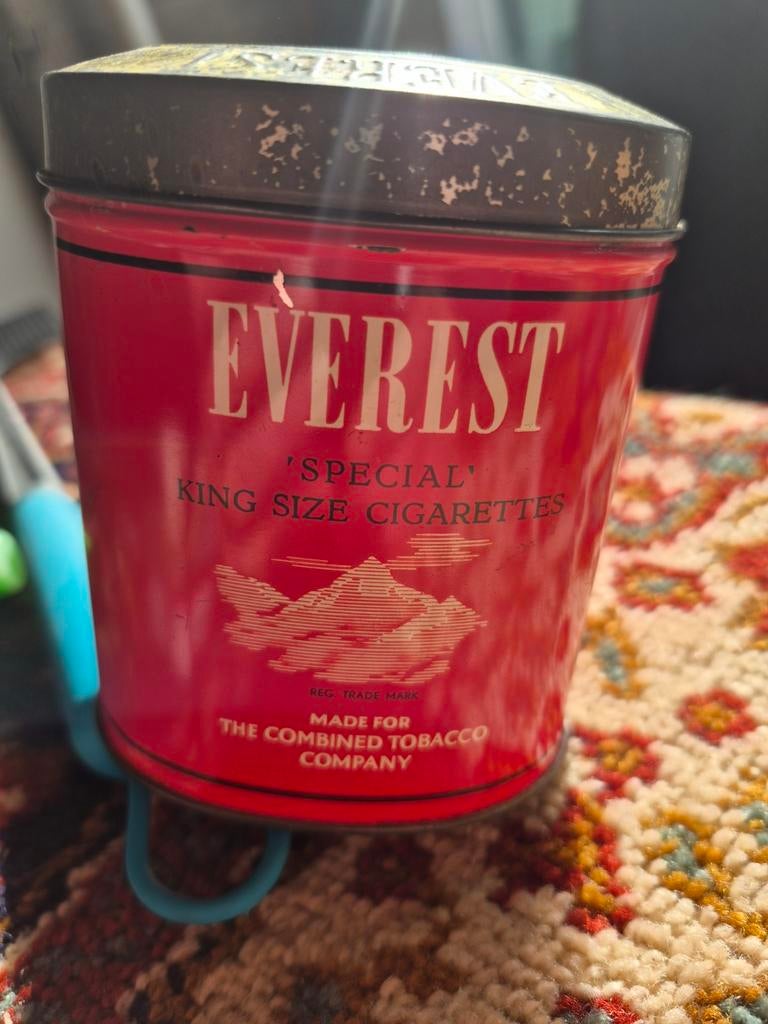 EVEREST
'SPECIAL'
KING SIZE CIGARETTES
REG. TRADE MARK
MADE FOR
THE COMBINED TOBACCO
COMPANY